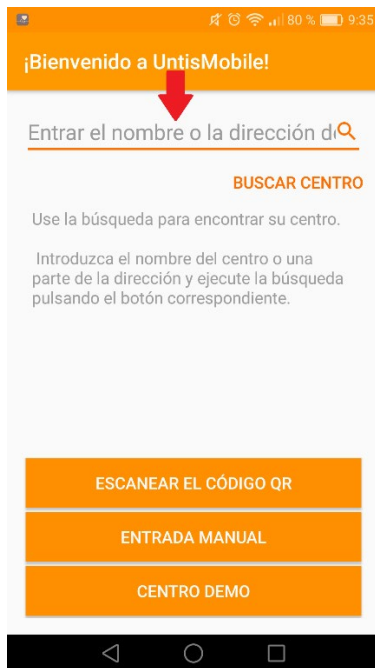 80 % 9:35
¡Bienvenido a UntisMobile!
Entrar el nombre o la dirección de
BUSCAR CENTRO
Use la búsqueda para encontrar su centro.
Introduzca el nombre del centro o una
parte de la dirección y ejecute la búsqueda
pulsando el botón correspondiente.
ESCANEAR EL CÓDIGO QR
ENTRADA MANUAL
CENTRO DEMO